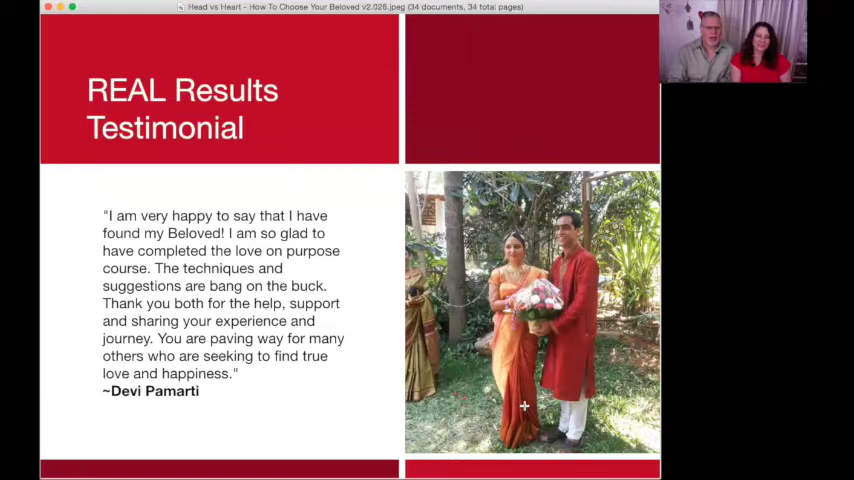 Head vs Heart - How To Choose Your Beloved v2.026.jpeg (34 documents, 34 total pages)
REAL Results
Testimonial
"I am very happy to say that I have
found my Beloved! I am so glad to
have completed the love on purpose
course. The techniques and
suggestions are bang on the buck.
Thank you both for the help, support
and sharing your experience and
journey. You are paving way for many
others who are seeking to find true
love and happiness."
~Devi Pamarti